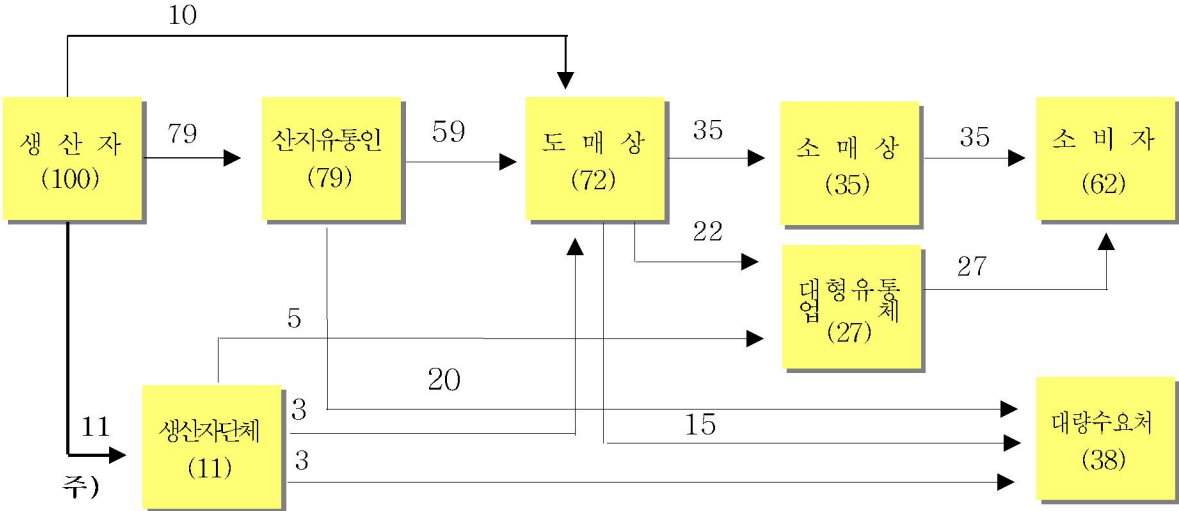 10
생 산 자
(100)
79
산지유통인
(79)
59
도 매 상
(72)
35
소 매 상
(35)
35
소 비 자
(62)
22
대형유통
업 체
(27)
27
5
20
11
주)
생산자단체
(11)
3
3
15
대량수요처
(38)